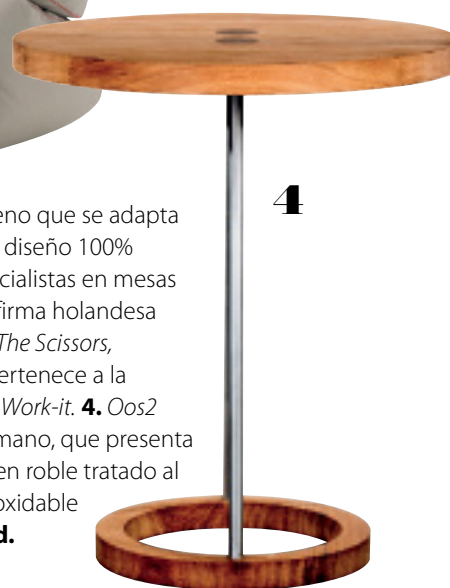 4
eno que se adapta
diseño 100%
cialistas en mesas
firma holandesa
The Scissors,
ertenece a la
Work-it. 4. Oos2
mano, que presenta
en roble tratado al
oxidable
d.